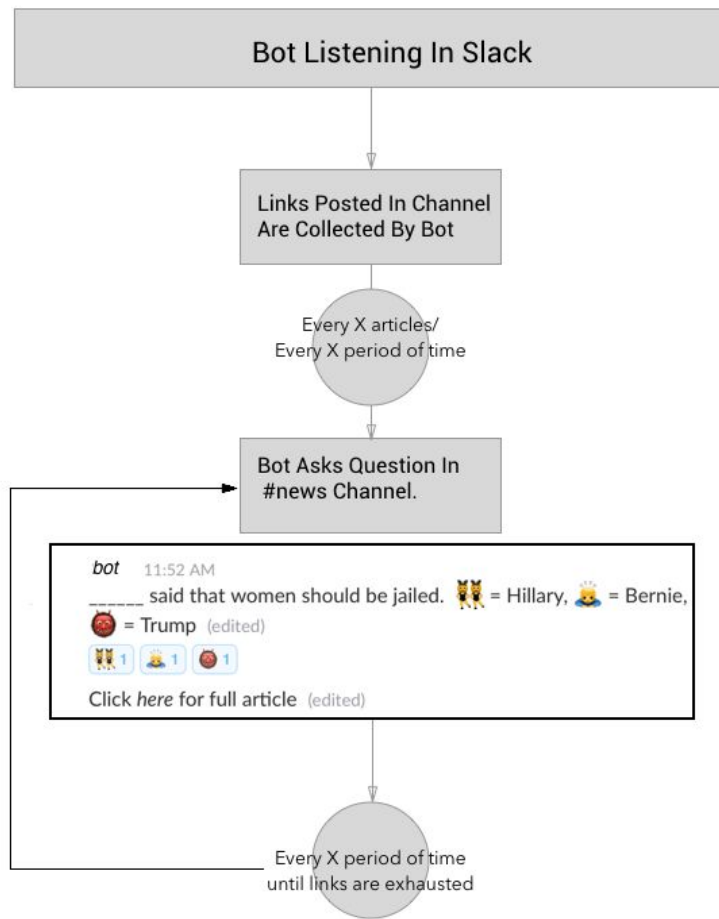 Bot Listening In Slack
Links Posted In Channel
Are Collected By Bot
Every X articles/
Every X period of time
Bot Asks Question In
#news Channel.
bot 11:52 AM
______ said that women should be jailed. 👯 = Hillary, 🙇 = Bernie,
👹 = Trump (edited)
👯 1 🙇 1 👹 1
Click here for full article (edited)
Every X period of time
until links are exhausted